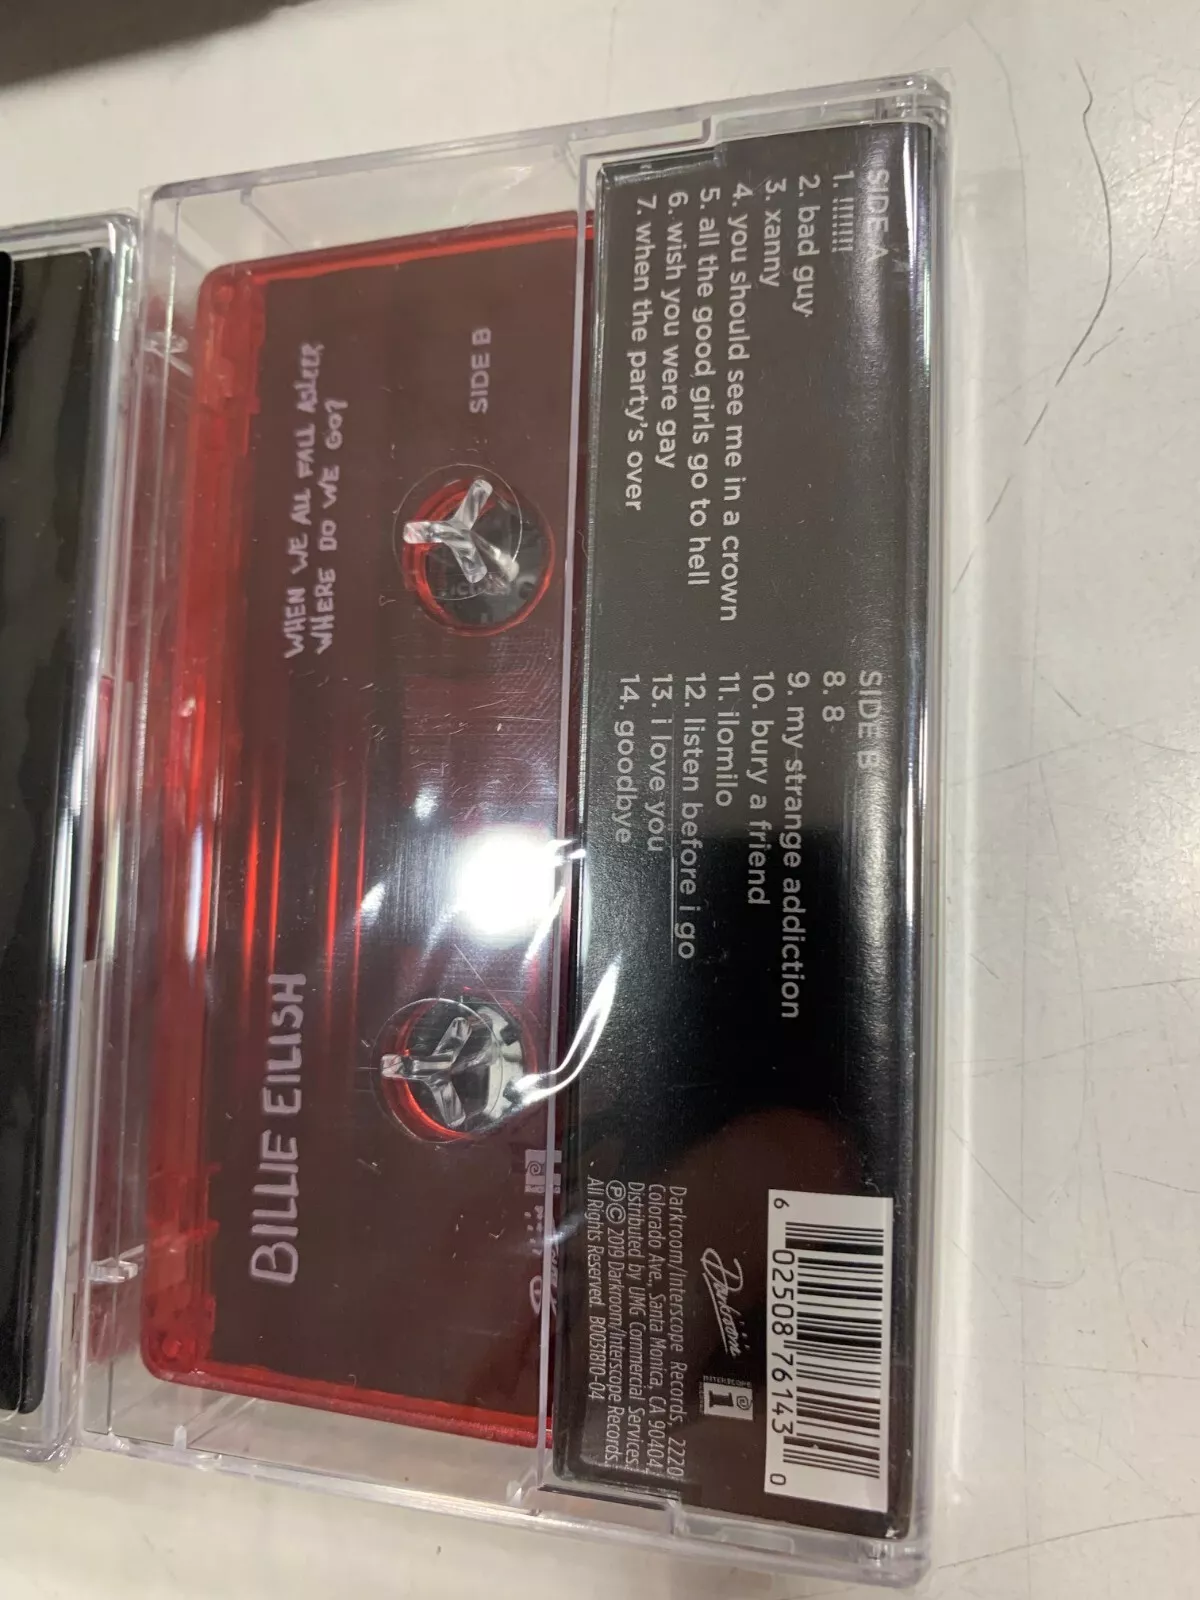 SIDE A
1. !!!!!!!
2. bad guy
3. xanny
4. you should see me in a crown
5. all the good girls go to hell
6. wish you were gay
7. when the party's over
SIDE B
8. 8
9. my strange addiction
10. bury a friend
11. ilomilo
12. listen before i go
13. i love you
14. goodbye
6 02508 76143 0
Darkroom
INTERSCOPE
Darkroom/Interscope Records, 2220
Colorado Ave., Santa Monica, CA 90404.
Distributed by UMG Commercial Services.
℗© 2019 Darkroom/Interscope Records.
All Rights Reserved. B0031810-04
SIDE B
WHEN WE ALL FALL ASLEEP
WHERE DO WE GO?
BILLIE EILISH